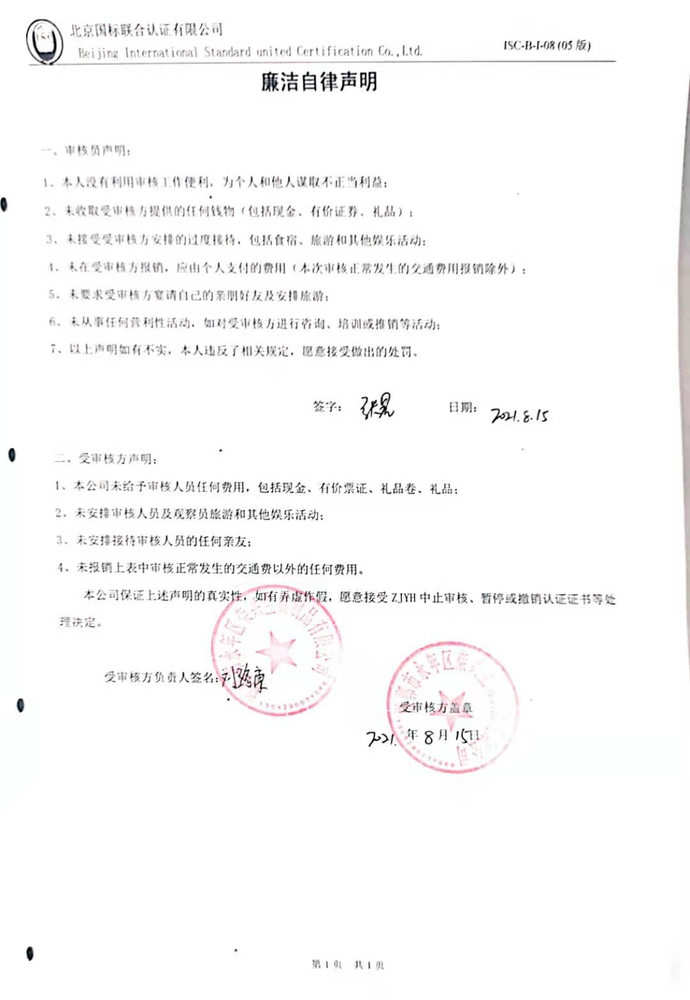 北京国标联合认证有限公司
Beijing International Standard united Certification Co.,Ltd.
ISC-B-I-08(05版)
廉洁自律声明
一、审核员声明：
1、本人没有利用审核工作便利，为个人和他人谋取不正当利益；
2、未收取受审核方提供的任何钱物（包括现金、有价证券、礼品）；
3、未接受受审核方安排的过度接待，包括食宿、旅游和其他娱乐活动；
4、未在受审核方报销，应由个人支付的费用（本次审核正常发生的交通费用报销除外）；
5、未要求受审核方宴请自己的亲朋好友及安排旅游；
6、未从事任何营利性活动，如对受审核方进行咨询、培训或推销等活动；
7、以上声明如有不实，本人违反了相关规定，愿意接受做出的处罚。
签字： 日期： 2021.8.15
二、受审核方声明：
1、本公司未给予审核人员任何费用，包括现金、有价票证、礼品卷、礼品；
2、未安排审核人员及观察员旅游和其他娱乐活动；
3、未安排接待审核人员的任何亲友；
4、未报销上表中审核正常发生的交通费以外的任何费用。
本公司保证上述声明的真实性，如有弄虚作假，愿意接受 ZJYH 中止审核、暂停或撤销认证证书等处
理决定。
受审核方负责人签名：
受审核方盖章
2021.年 8月 15日
第 1 页 共 1 页